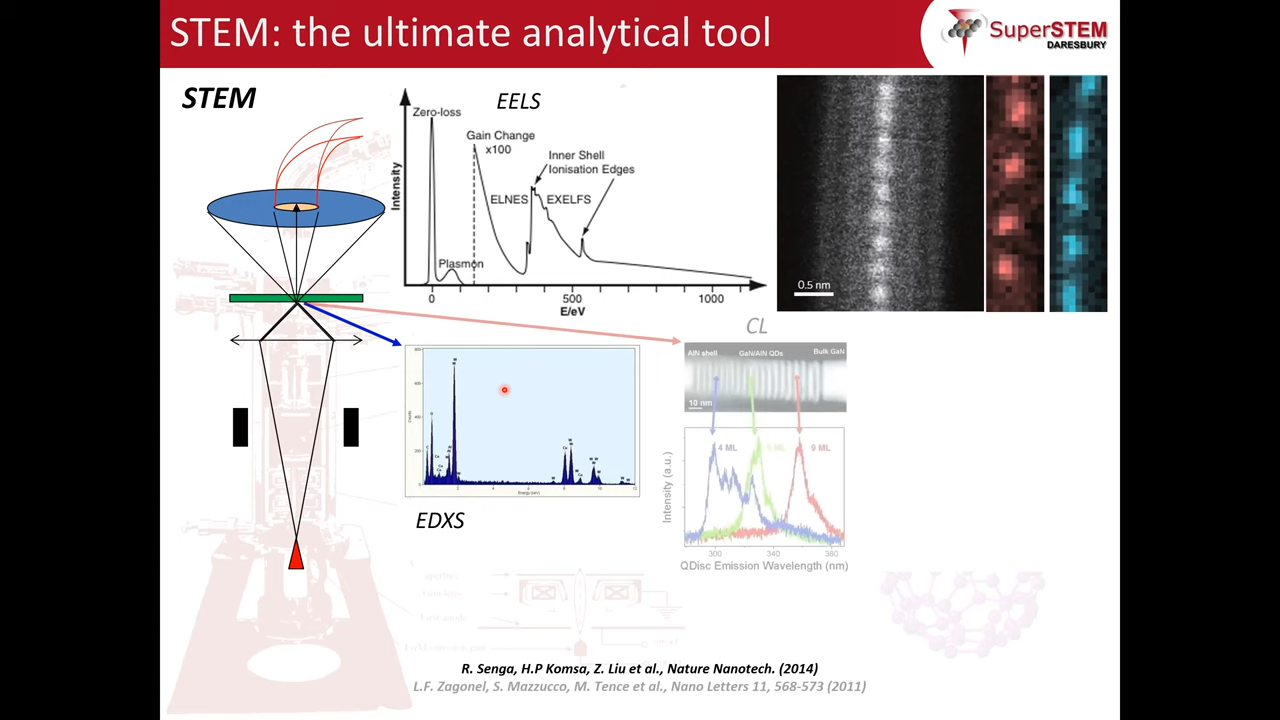 STEM: the ultimate analytical tool
SuperSTEM
DARESBURY
STEM
EELS
Zero-loss
Gain Change
x100
Inner Shell
Ionisation Edges
ELNES
EXELFS
Plasmon
Intensity
0
500
1000
E/eV
0.5 nm
CL
AlN shell
GaN/AlN QDs
Bulk GaN
10 nm
4 ML
6 ML
9 ML
Intensity (a.u.)
300
340
380
QDisc Emission Wavelength (nm)
EDXS
R. Senga, H.P Komsa, Z. Liu et al., Nature Nanotech. (2014)
L.F. Zagonel, S. Mazzucco, M. Tence et al., Nano Letters 11, 568-573 (2011)